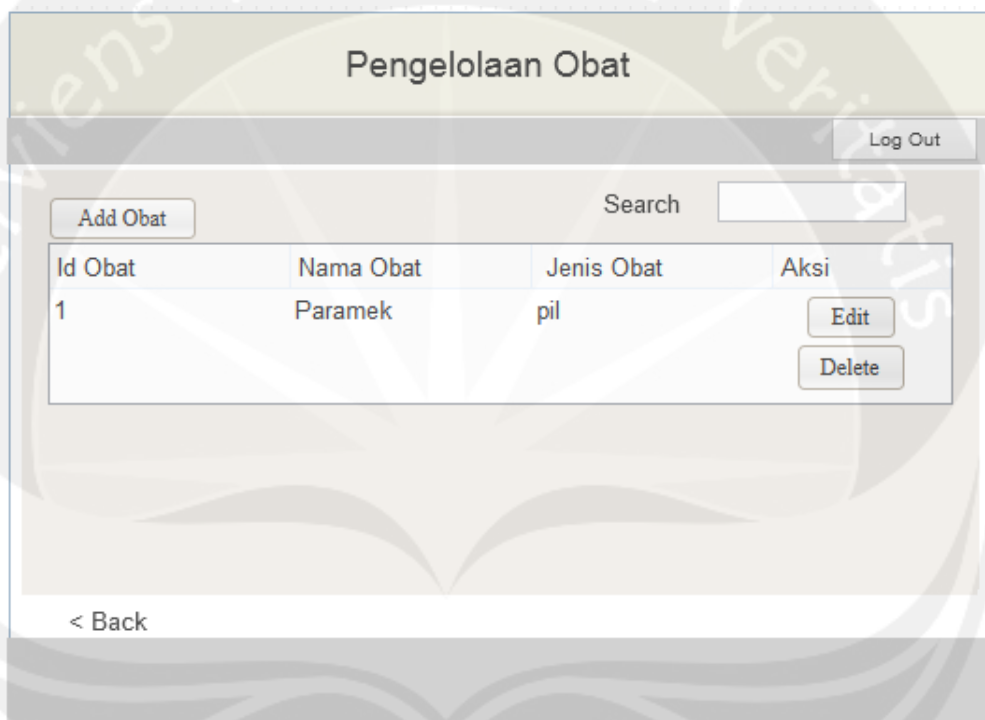 Pengelolaan Obat
Log Out
Add Obat
Search
Id Obat Nama Obat Jenis Obat Aksi
1 Paramek pil Edit
Delete
< Back